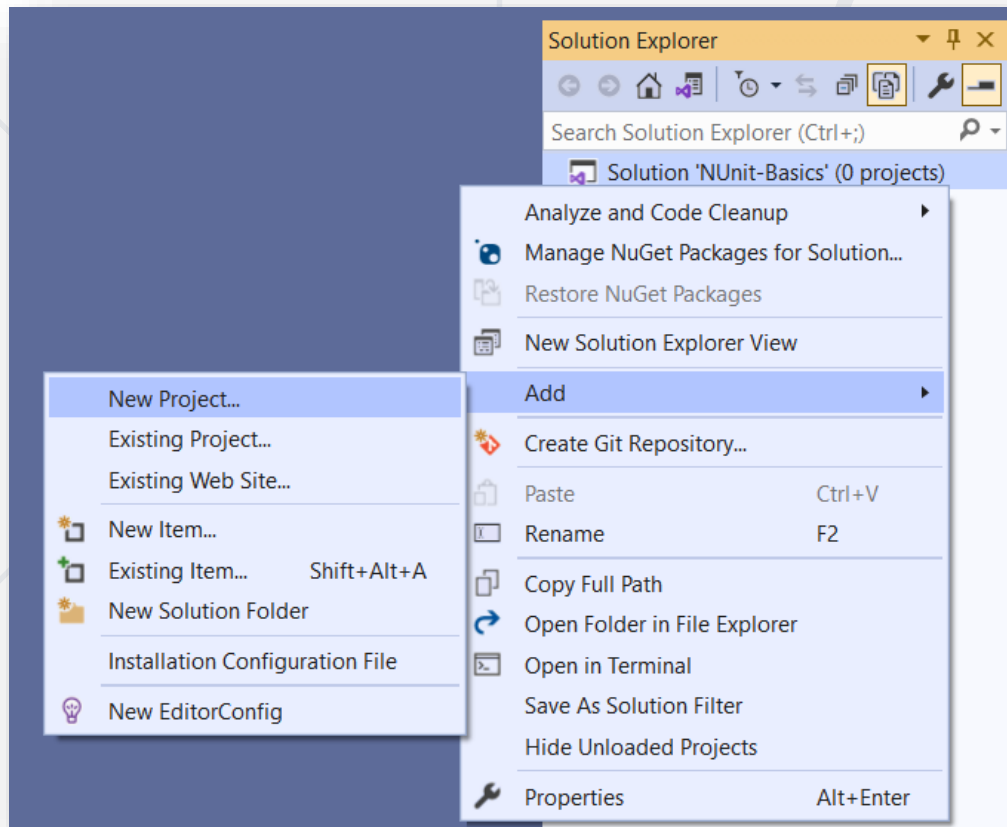 Solution Explorer
Search Solution Explorer (Ctrl+;)
Solution 'NUnit-Basics' (0 projects)
Analyze and Code Cleanup
Manage NuGet Packages for Solution...
Restore NuGet Packages
New Solution Explorer View
Add
Create Git Repository...
Paste Ctrl+V
Rename F2
Copy Full Path
Open Folder in File Explorer
Open in Terminal
Save As Solution Filter
Hide Unloaded Projects
Properties Alt+Enter
New Project...
Existing Project...
Existing Web Site...
New Item...
Existing Item... Shift+Alt+A
New Solution Folder
Installation Configuration File
New EditorConfig